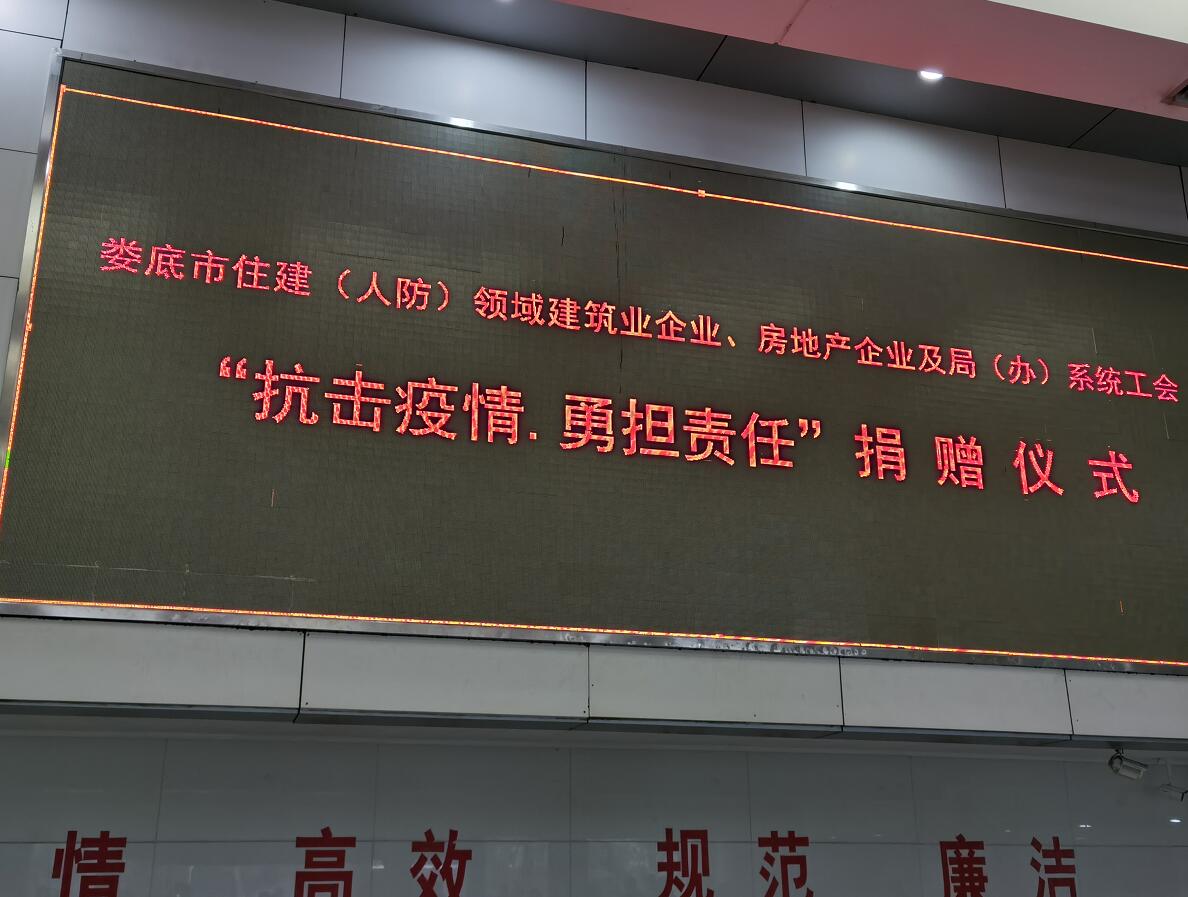 娄底市住建（人防）领域建筑业企业、房地产企业及局（办）系统工会
“抗击疫情.勇担责任”捐赠仪式
情 高效 规范 廉洁